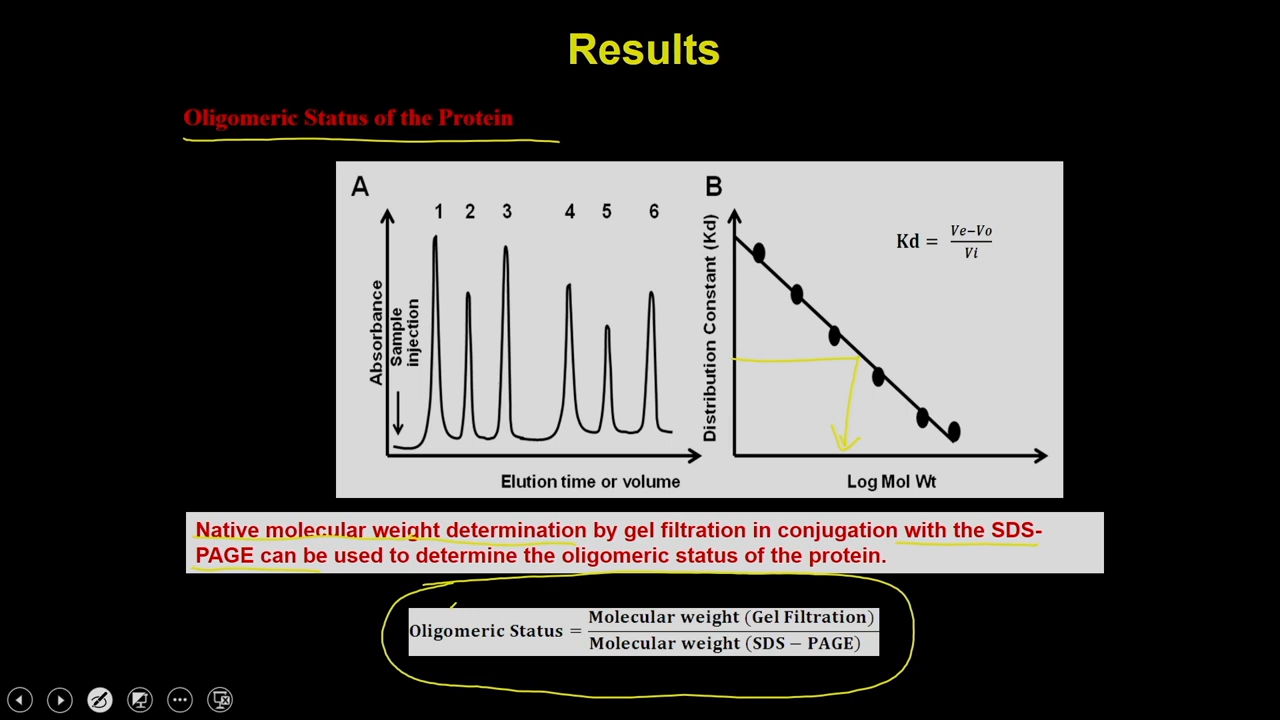 Results
Oligomeric Status of the Protein
A
1 2 3 4 5 6
Absorbance
Sample
injection
Elution time or volume
B
Distribution Constant (Kd)
Kd = Ve−Vo
Vi
Log Mol Wt
Native molecular weight determination by gel filtration in conjugation with the SDS-
PAGE can be used to determine the oligomeric status of the protein.
Oligomeric Status = Molecular weight (Gel Filtration)
Molecular weight (SDS − PAGE)